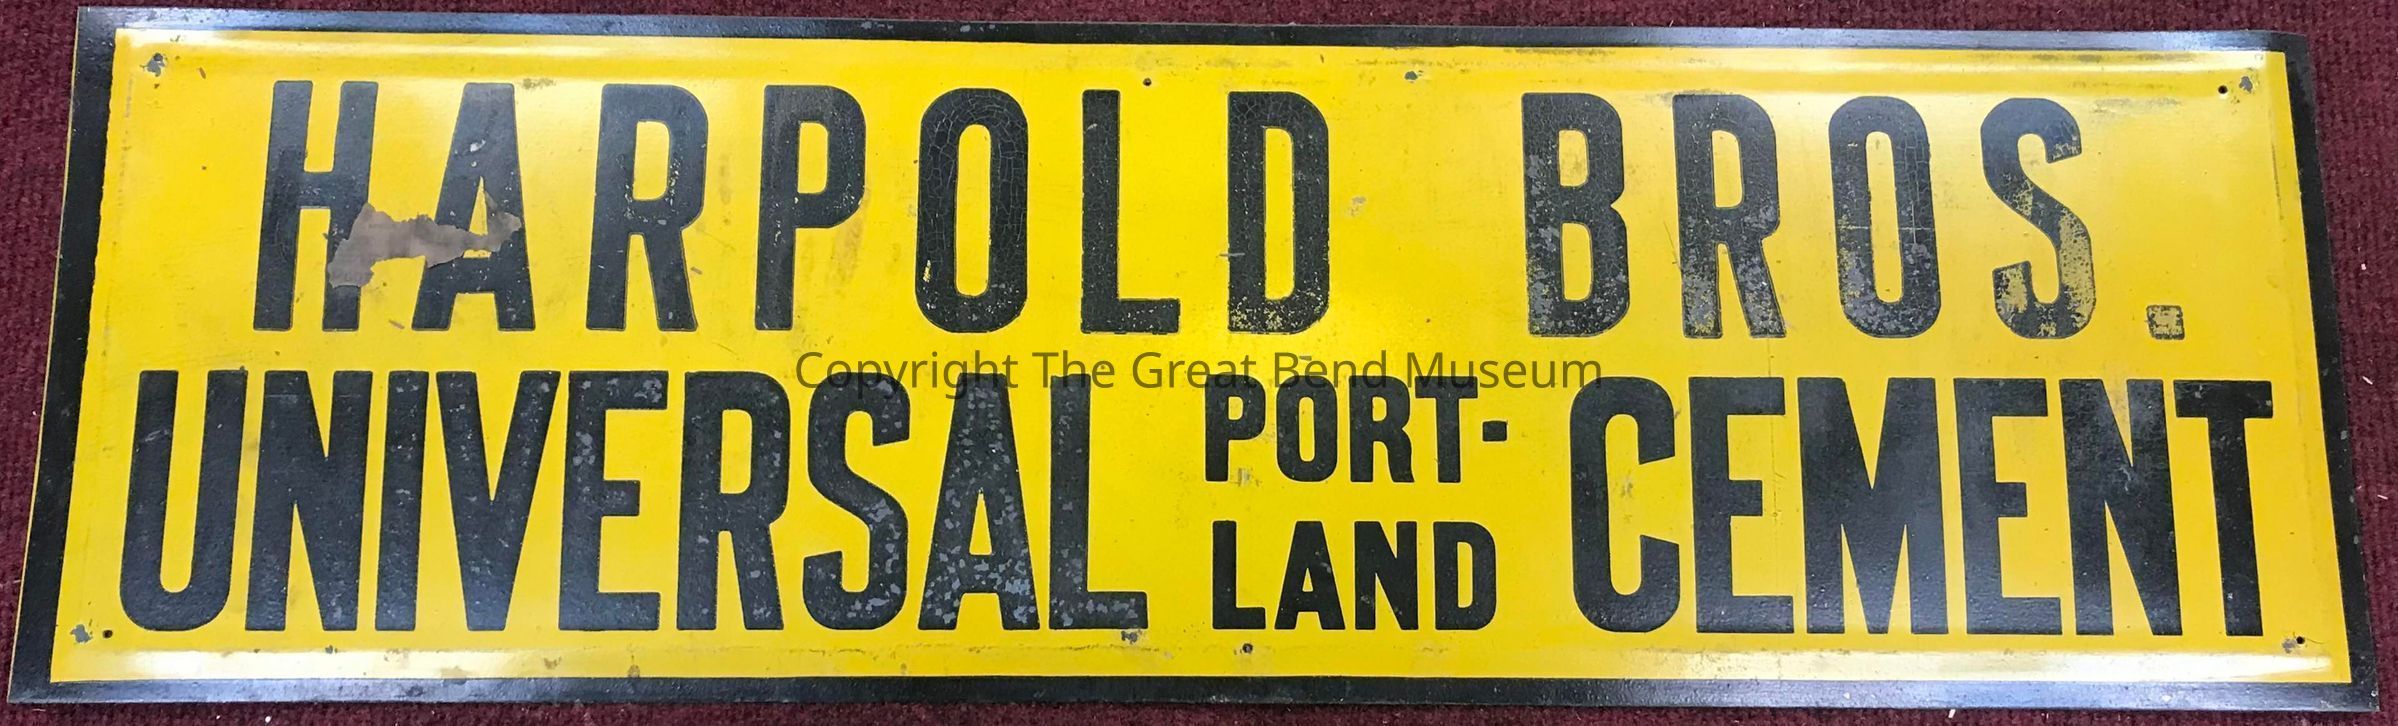 HARPOLD BROS.
Copyright The Great Bend Museum
UNIVERSAL PORT-
LAND CEMENT